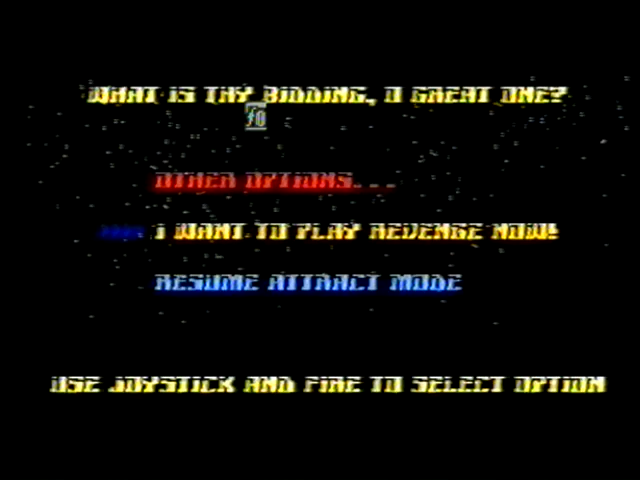 WHAT IS THY BIDDING, O GREAT ONE?
OTHER OPTIONS...
I WANT TO PLAY REVENGE NOW!
RESUME ATTRACT MODE
USE JOYSTICK AND FIRE TO SELECT OPTION